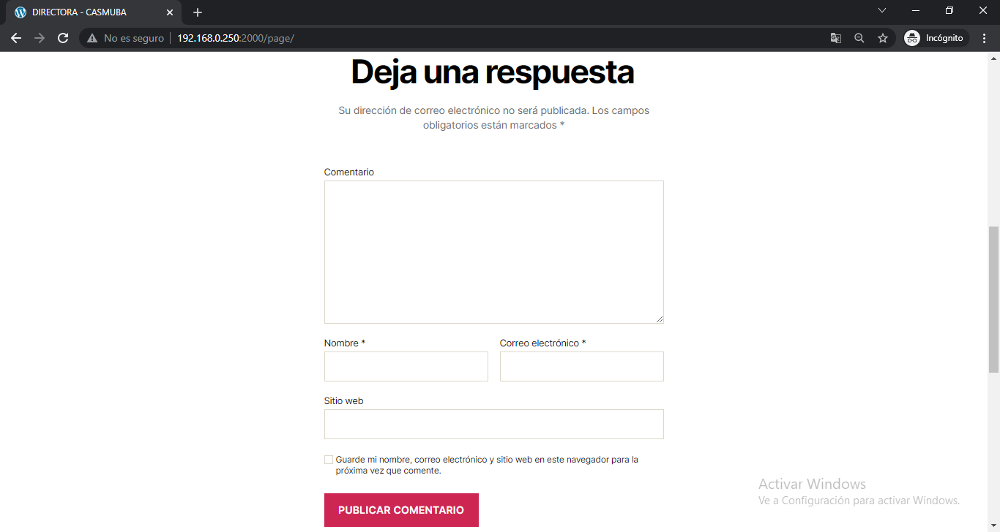 DIRECTORA - CASMUBA
No es seguro 192.168.0.250:2000/page/ Incógnito
Deja una respuesta
Su dirección de correo electrónico no será publicada. Los campos
obligatorios están marcados *
Comentario
Nombre * Correo electrónico *
Sitio web
Guarde mi nombre, correo electrónico y sitio web en este navegador para la
próxima vez que comente.
PUBLICAR COMENTARIO
Activar Windows
Ve a Configuración para activar Windows.